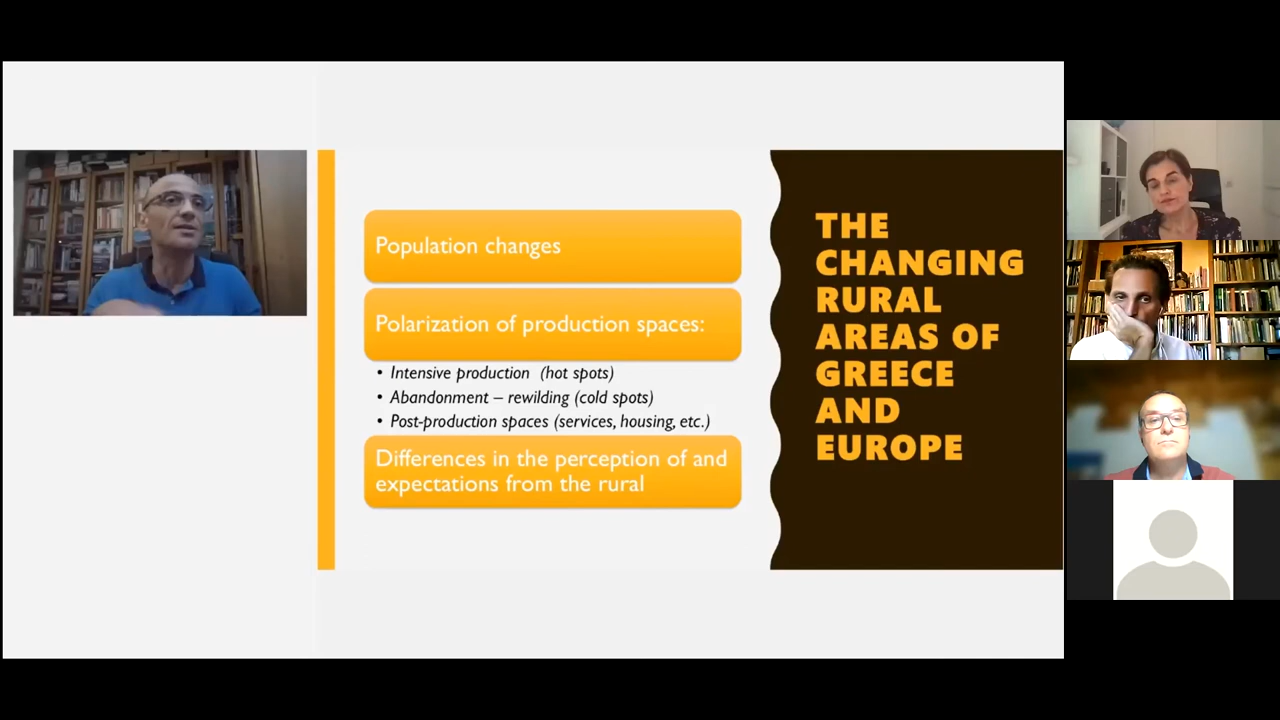 Population changes
Polarization of production spaces:
• Intensive production (hot spots)
• Abandonment – rewilding (cold spots)
• Post-production spaces (services, housing, etc.)
Differences in the perception of and
expectations from the rural
THE
CHANGING
RURAL
AREAS OF
GREECE
AND
EUROPE